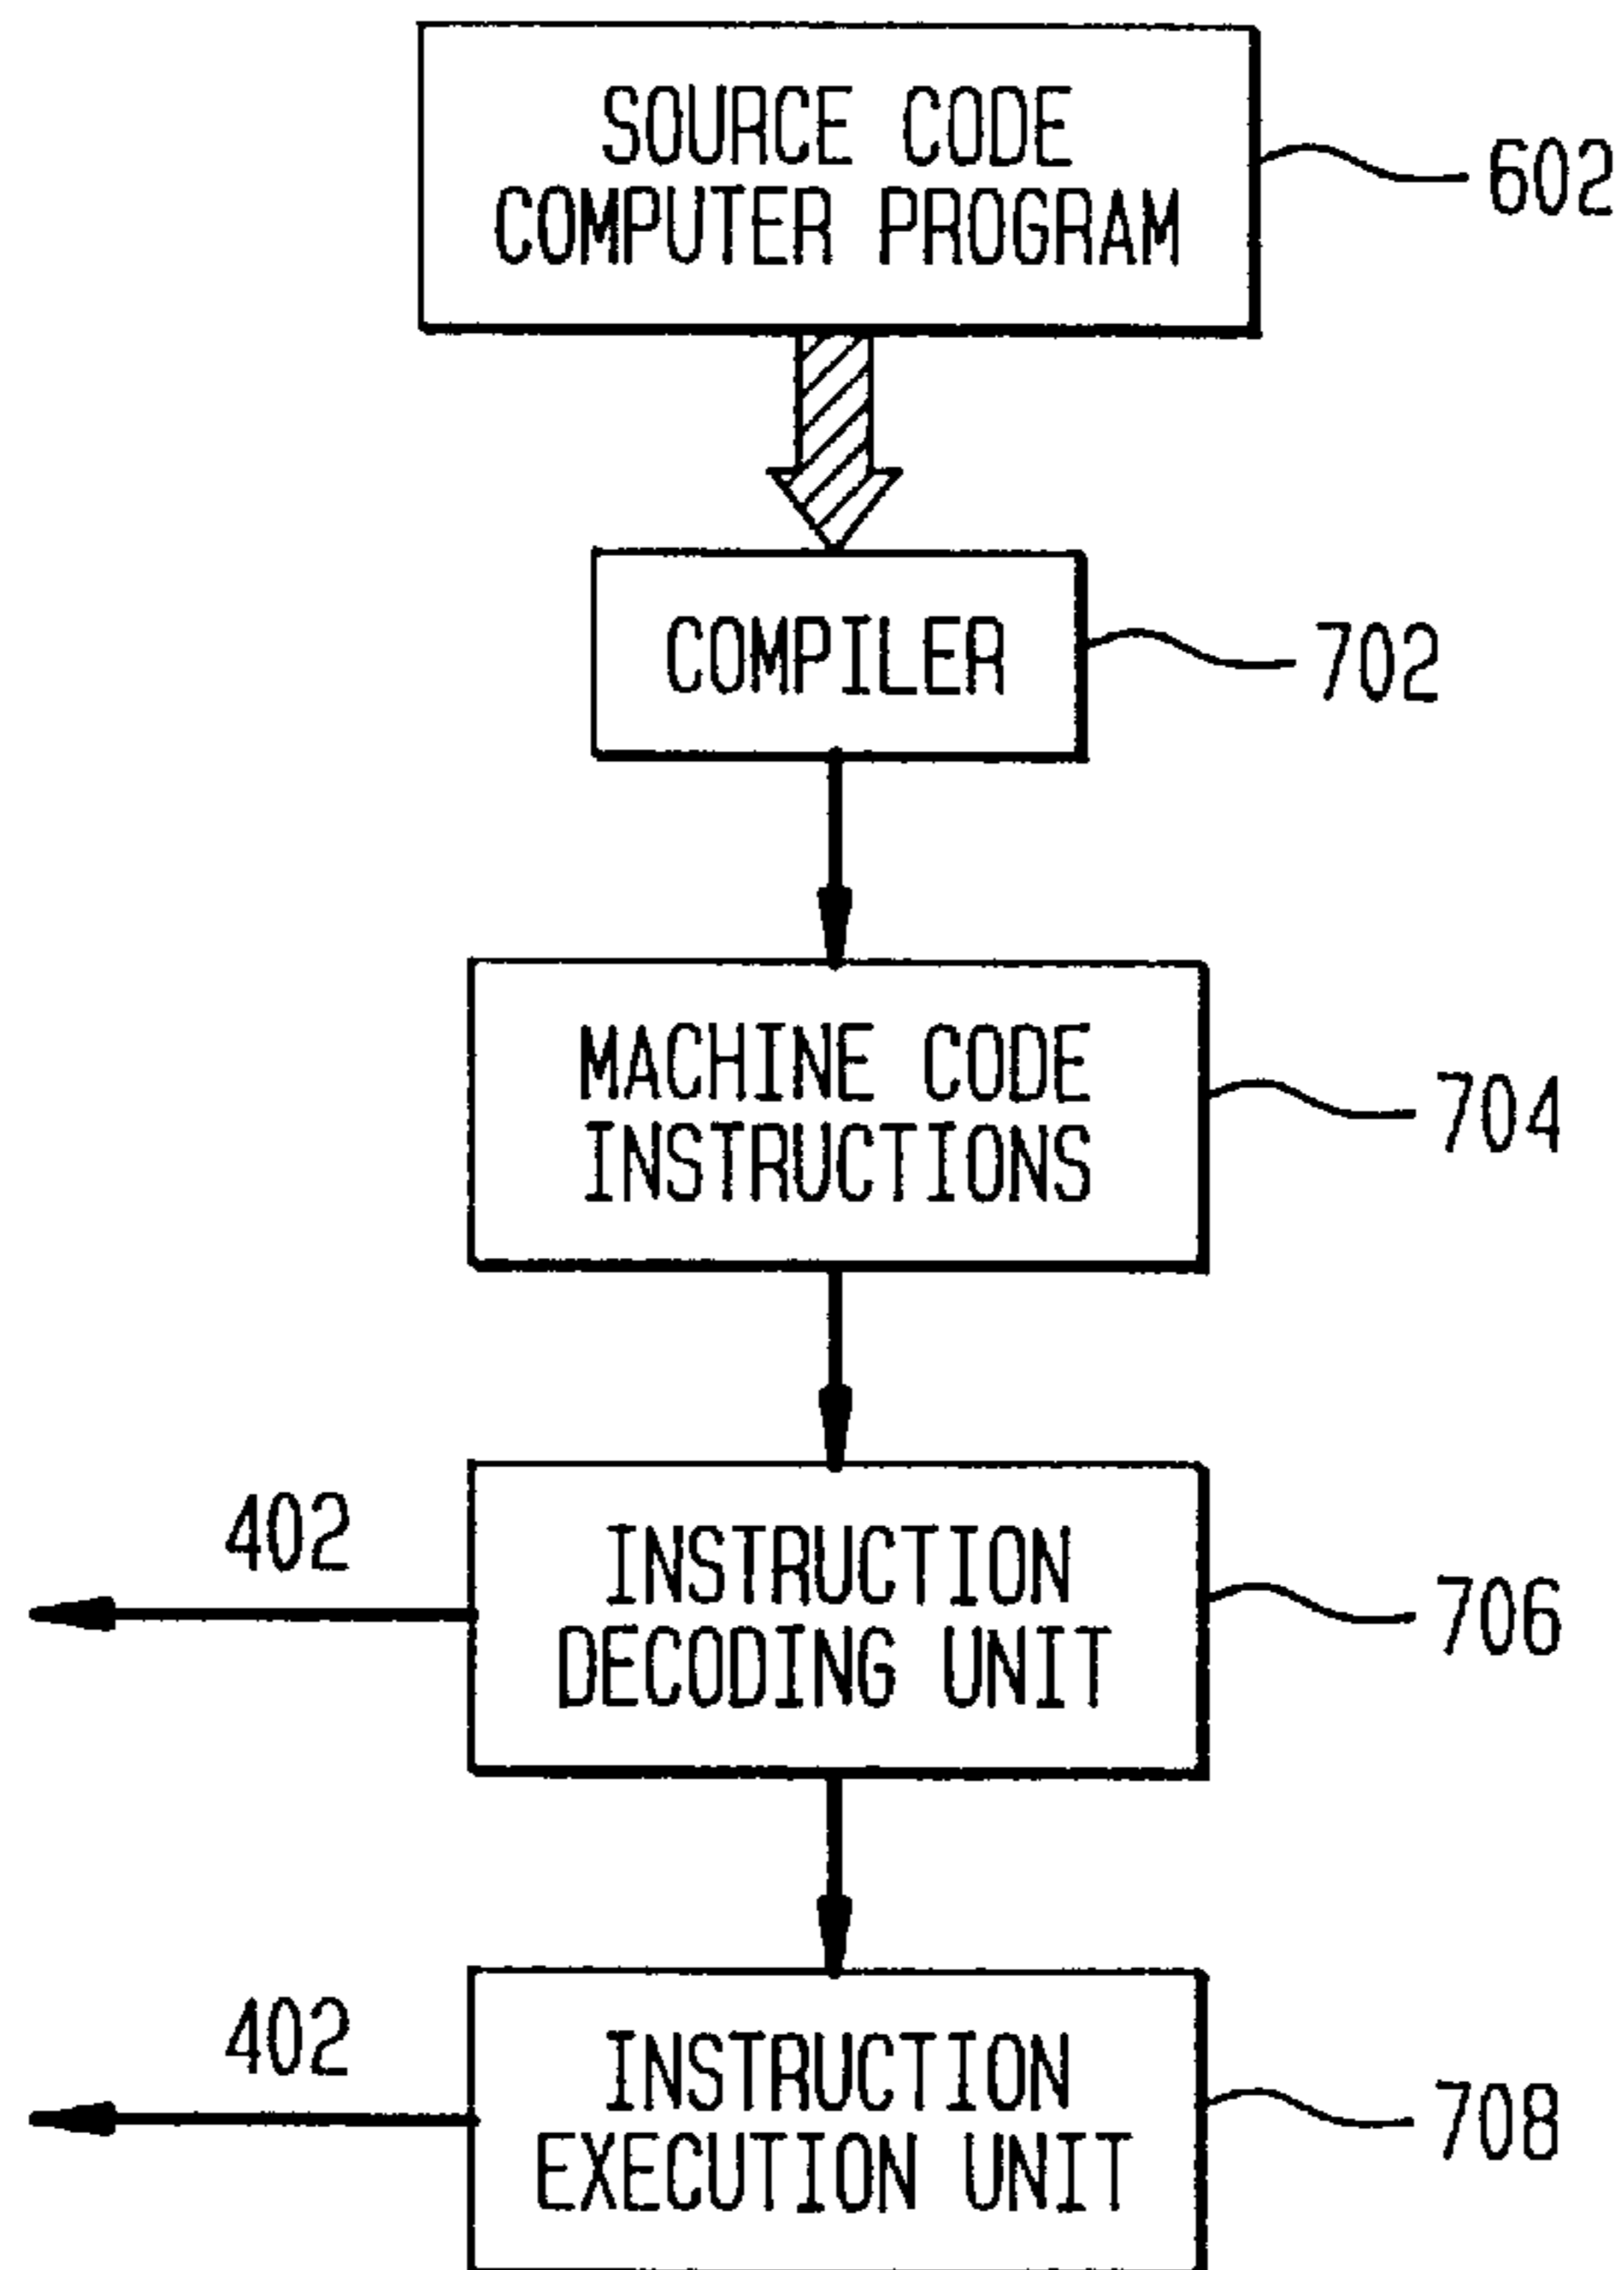 SOURCE CODE
COMPUTER PROGRAM
602
COMPILER
702
MACHINE CODE
INSTRUCTIONS
704
402
INSTRUCTION
DECODING UNIT
706
402
INSTRUCTION
EXECUTION UNIT
708